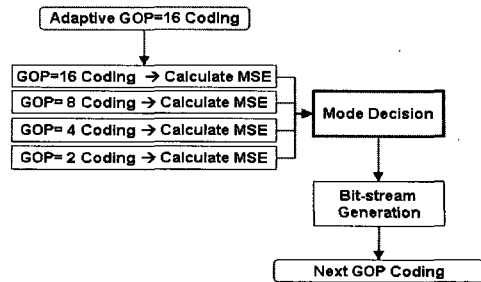 Adaptive GOP=16 Coding
GOP=16 Coding → Calculate MSE
GOP= 8 Coding → Calculate MSE
GOP= 4 Coding → Calculate MSE
GOP= 2 Coding → Calculate MSE
Mode Decision
Bit-stream
Generation
Next GOP Coding